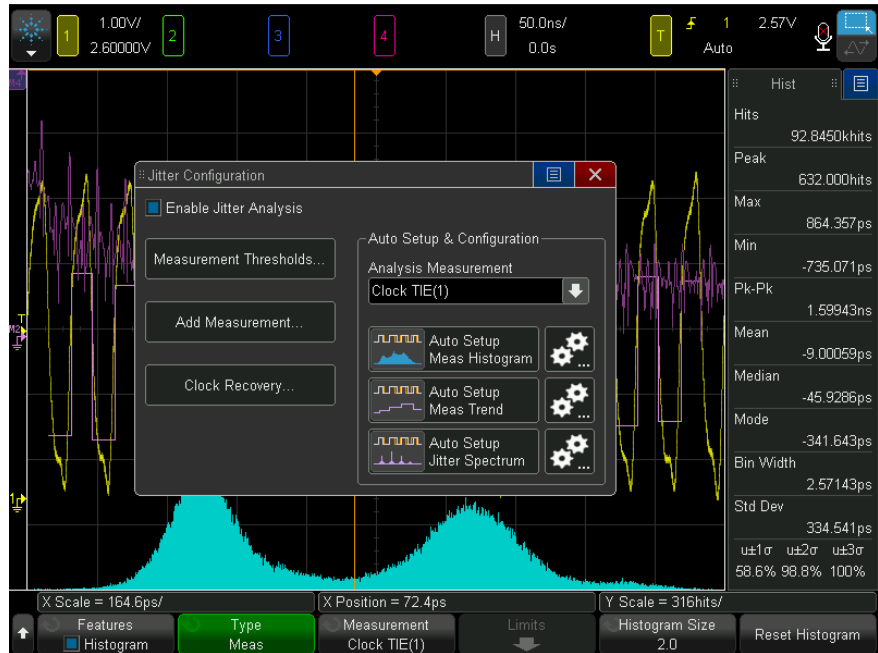 1 1.00V/ 2.60000V 2 3 4 H 50.0ns/ 0.0s T 1 2.57V Auto
Hist
Hits
92.8450khits
Peak
632.000hits
Max
864.357ps
Min
-735.071ps
Pk-Pk
1.59943ns
Mean
-9.00059ps
Median
-45.9286ps
Mode
-341.643ps
Bin Width
2.57143ps
Std Dev
334.541ps
u±1σ u±2σ u±3σ
58.6% 98.8% 100%
M2
T
1
Jitter Configuration
Enable Jitter Analysis
Measurement Thresholds...
Add Measurement...
Clock Recovery...
Auto Setup & Configuration
Analysis Measurement
Clock TIE(1)
Auto Setup
Meas Histogram
...
Auto Setup
Meas Trend
...
Auto Setup
Jitter Spectrum
...
X Scale = 164.6ps/
X Position = 72.4ps
Y Scale = 316hits/
Features
Histogram
Type
Meas
Measurement
Clock TIE(1)
Limits
Histogram Size
2.0
Reset Histogram